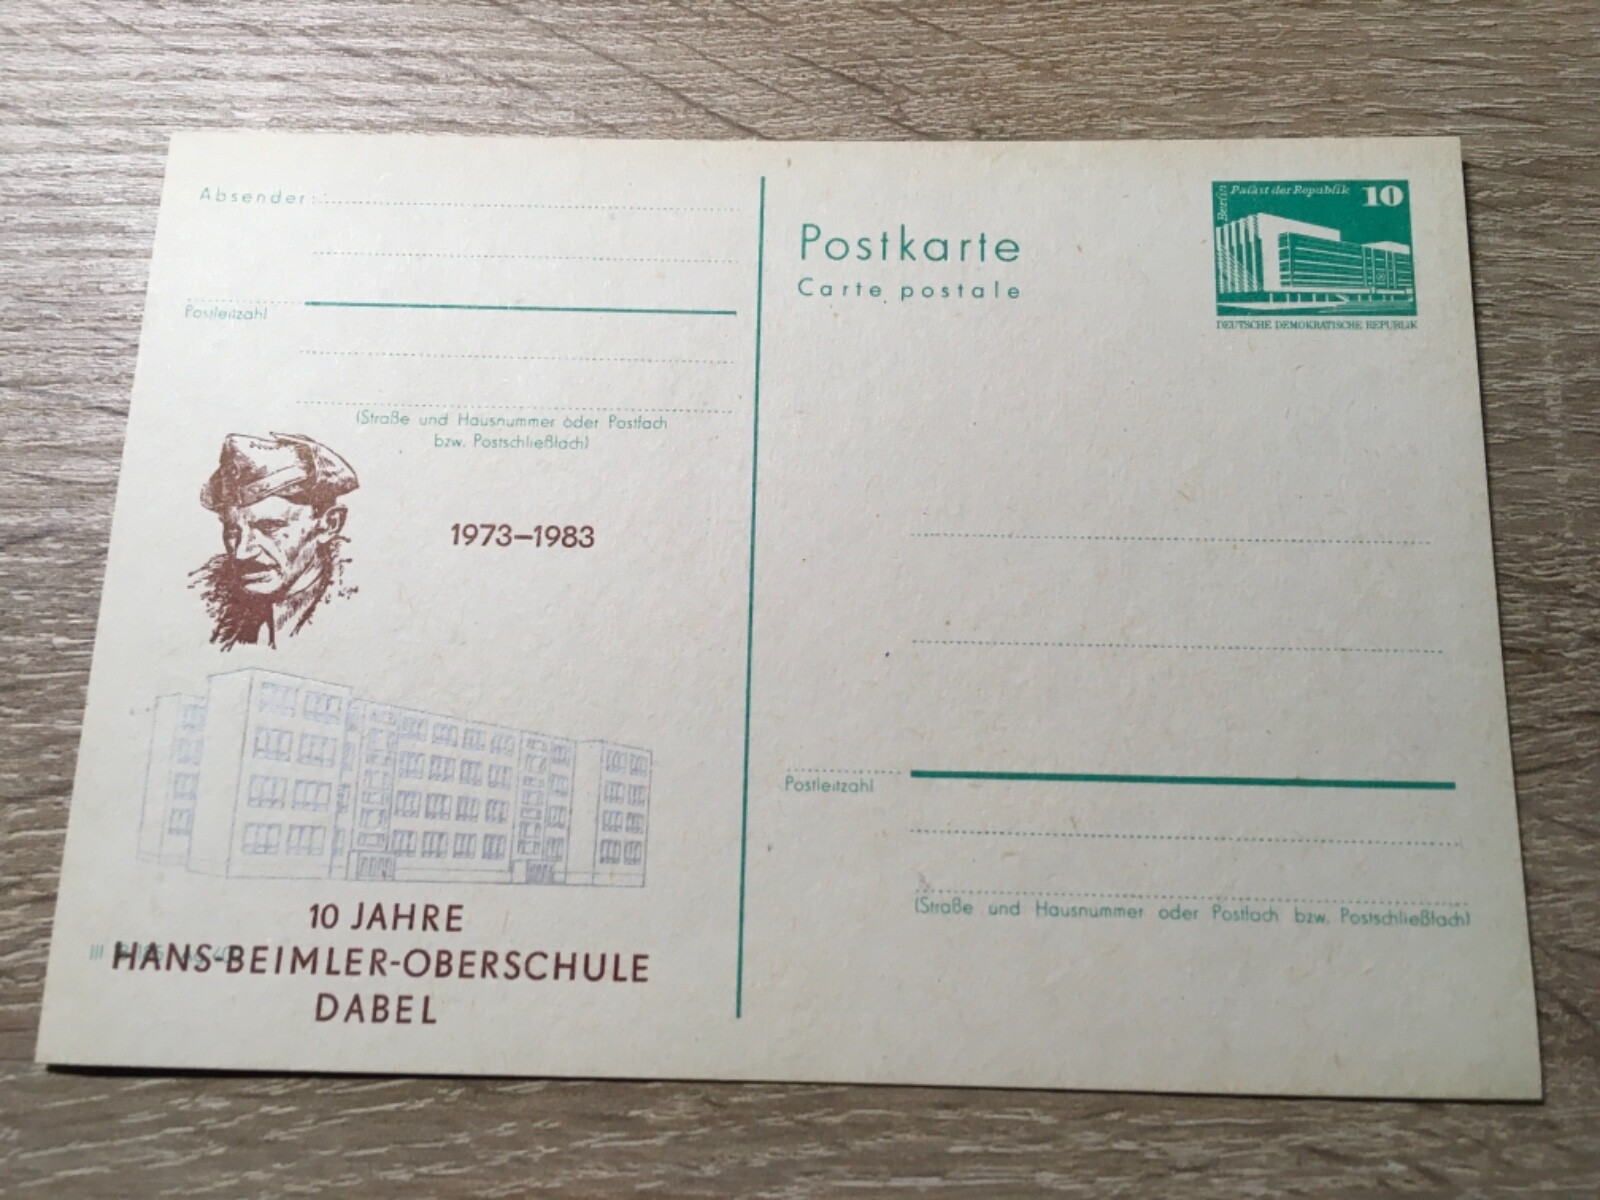 Absender:
Postleitzahl
(Straße und Hausnummer oder Postfach
bzw. Postschließfach)
1973–1983
10 JAHRE
HANS-BEIMLER-OBERSCHULE
DABEL
III
Postkarte
Carte postale
Berlin
Palast der Republik
10
DEUTSCHE DEMOKRATISCHE REPUBLIK
Postleitzahl
(Straße und Hausnummer oder Postfach bzw. Postschließfach)